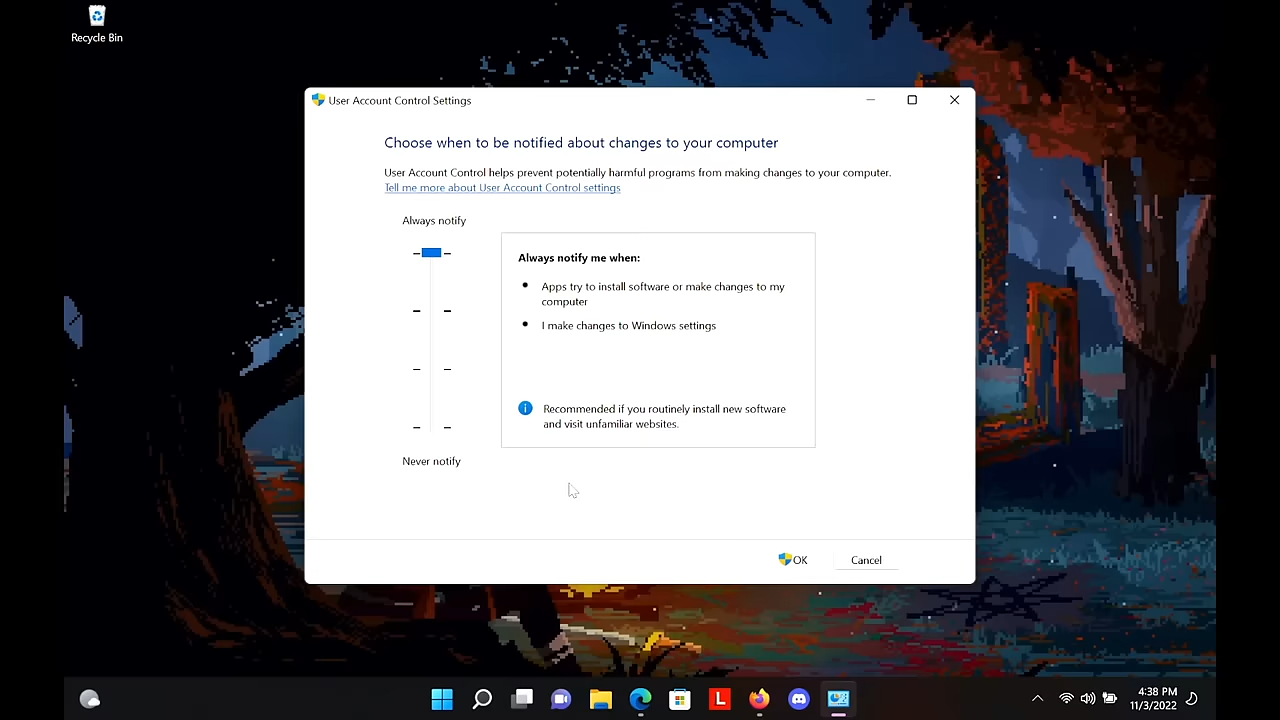 Recycle Bin
User Account Control Settings
Choose when to be notified about changes to your computer
User Account Control helps prevent potentially harmful programs from making changes to your computer.
Tell me more about User Account Control settings
Always notify
Always notify me when:
Apps try to install software or make changes to my
computer
I make changes to Windows settings
Recommended if you routinely install new software
and visit unfamiliar websites.
Never notify
OK
Cancel
L
4:38 PM
11/3/2022